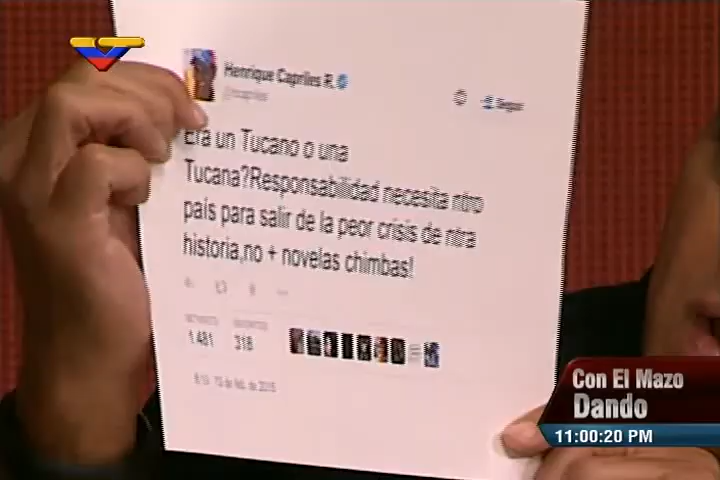 Henrique Capriles R.
Seguir
Era un Tucano o una
Tucana?Responsabilidad necesita ntro
país para salir de la peor crisis de ntra
historia,no + novelas chimbas!
1.481 318
Con El Mazo
Dando
11:00:20 PM